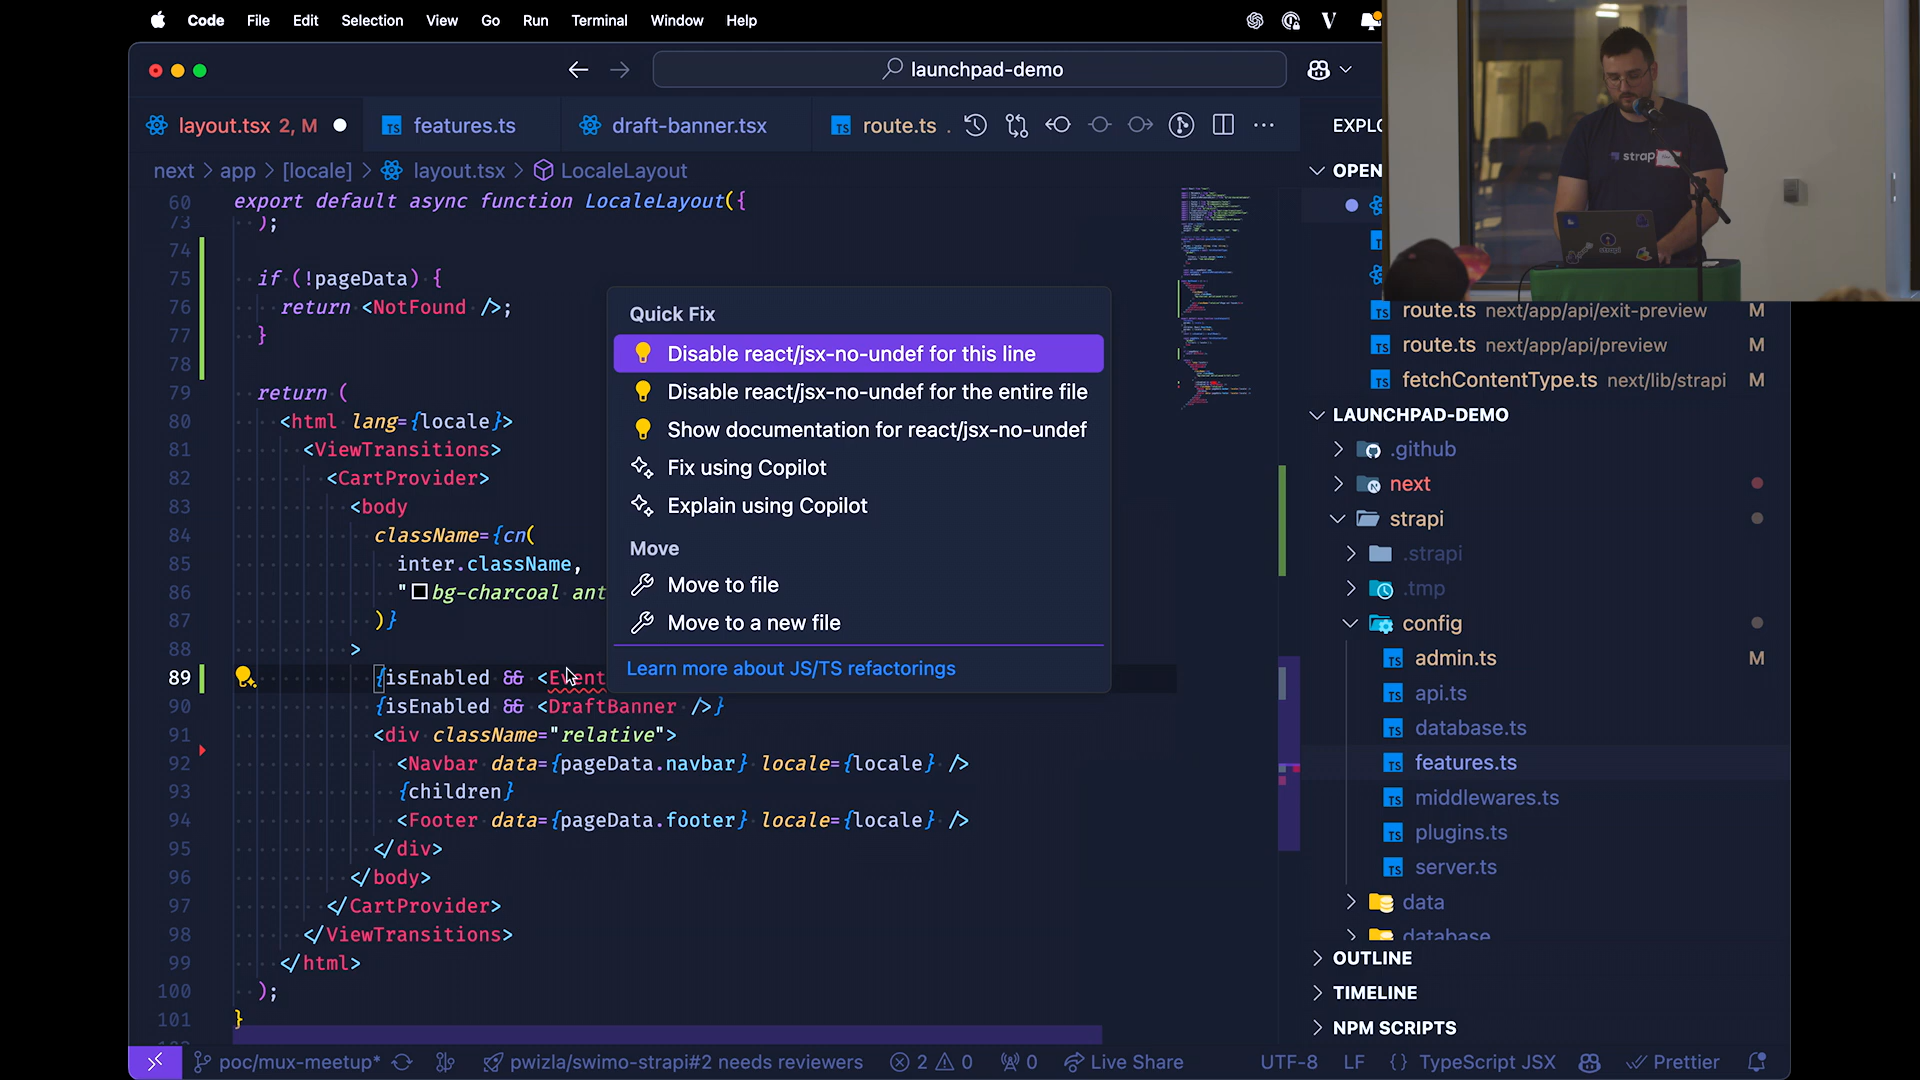 Code File Edit Selection View Go Run Terminal Window Help
launchpad-demo
layout.tsx 2, M
features.ts
draft-banner.tsx
route.ts
next > app > [locale] > layout.tsx > LocaleLayout
60 export default async function LocaleLayout({
73 );
74
75 if (!pageData) {
76 return <NotFound />;
77 }
78
79 return (
80 <html lang={locale}>
81 <ViewTransitions>
82 <CartProvider>
83 <body
84 className={cn(
85 inter.className,
86 "bg-charcoal ant
87 )}
88 >
89 {isEnabled && <Event
90 {isEnabled && <DraftBanner />}
91 <div className="relative">
92 <Navbar data={pageData.navbar} locale={locale} />
93 {children}
94 <Footer data={pageData.footer} locale={locale} />
95 </div>
96 </body>
97 </CartProvider>
98 </ViewTransitions>
99 </html>
100 );
101 }
Quick Fix
Disable react/jsx-no-undef for this line
Disable react/jsx-no-undef for the entire file
Show documentation for react/jsx-no-undef
Fix using Copilot
Explain using Copilot
Move
Move to file
Move to a new file
Learn more about JS/TS refactorings
EXPLO
OPEN
route.ts next/app/api/exit-preview M
route.ts next/app/api/preview M
fetchContentType.ts next/lib/strapi M
LAUNCHPAD-DEMO
.github
next
strapi
.strapi
.tmp
config
TS admin.ts M
TS api.ts
TS database.ts
TS features.ts
TS middlewares.ts
TS plugins.ts
TS server.ts
data
database
OUTLINE
TIMELINE
NPM SCRIPTS
strapi
poc/mux-meetup*
pwizla/swimo-strapi#2 needs reviewers
2 0
0
Live Share
UTF-8
LF
{ } TypeScript JSX
Prettier